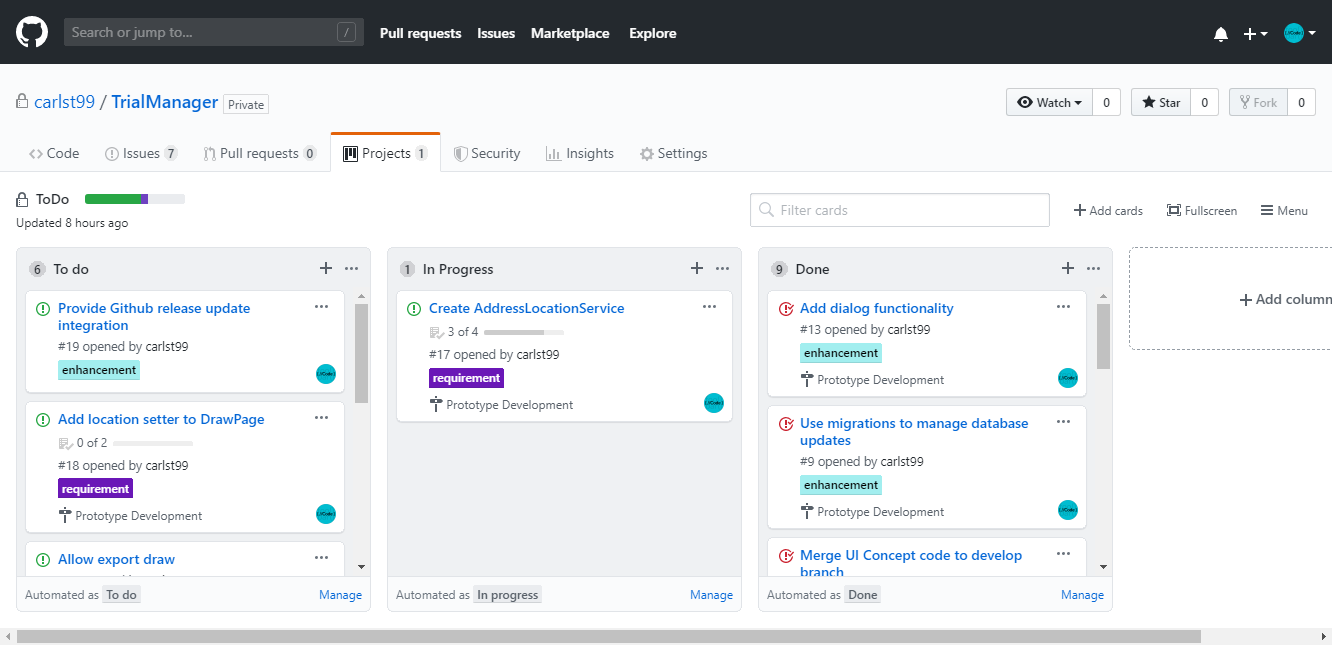 Search or jump to...
/
Pull requests
Issues
Marketplace
Explore
carlst99 / TrialManager
Private
Watch
0
Star
0
Fork
0
Code
Issues 7
Pull requests 0
Projects 1
Security
Insights
Settings
ToDo
Updated 8 hours ago
Filter cards
Add cards
Fullscreen
Menu
6 To do
Provide Github release update
integration
#19 opened by carlst99
enhancement
Add location setter to DrawPage
0 of 2
#18 opened by carlst99
requirement
Prototype Development
Allow export draw
Automated as To do
Manage
1 In Progress
Create AddressLocationService
3 of 4
#17 opened by carlst99
requirement
Prototype Development
Automated as In progress
Manage
9 Done
Add dialog functionality
#13 opened by carlst99
enhancement
Prototype Development
Use migrations to manage database
updates
#9 opened by carlst99
enhancement
Prototype Development
Merge UI Concept code to develop
branch
Automated as Done
Manage
Add column